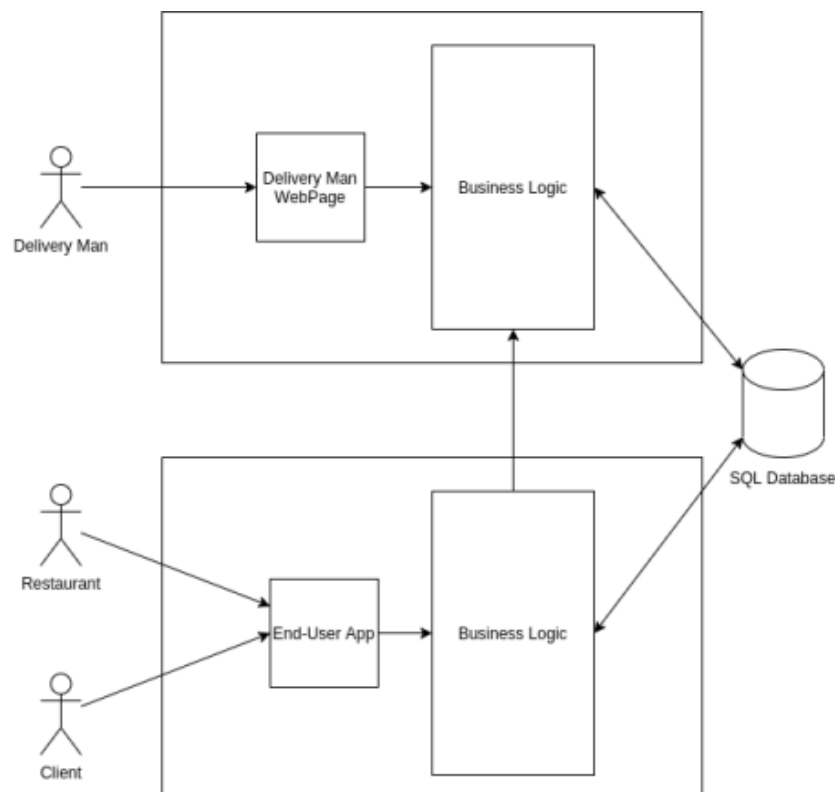 Delivery Man
WebPage
Business Logic
Delivery Man
SQL Database
Restaurant
End-User App
Business Logic
Client